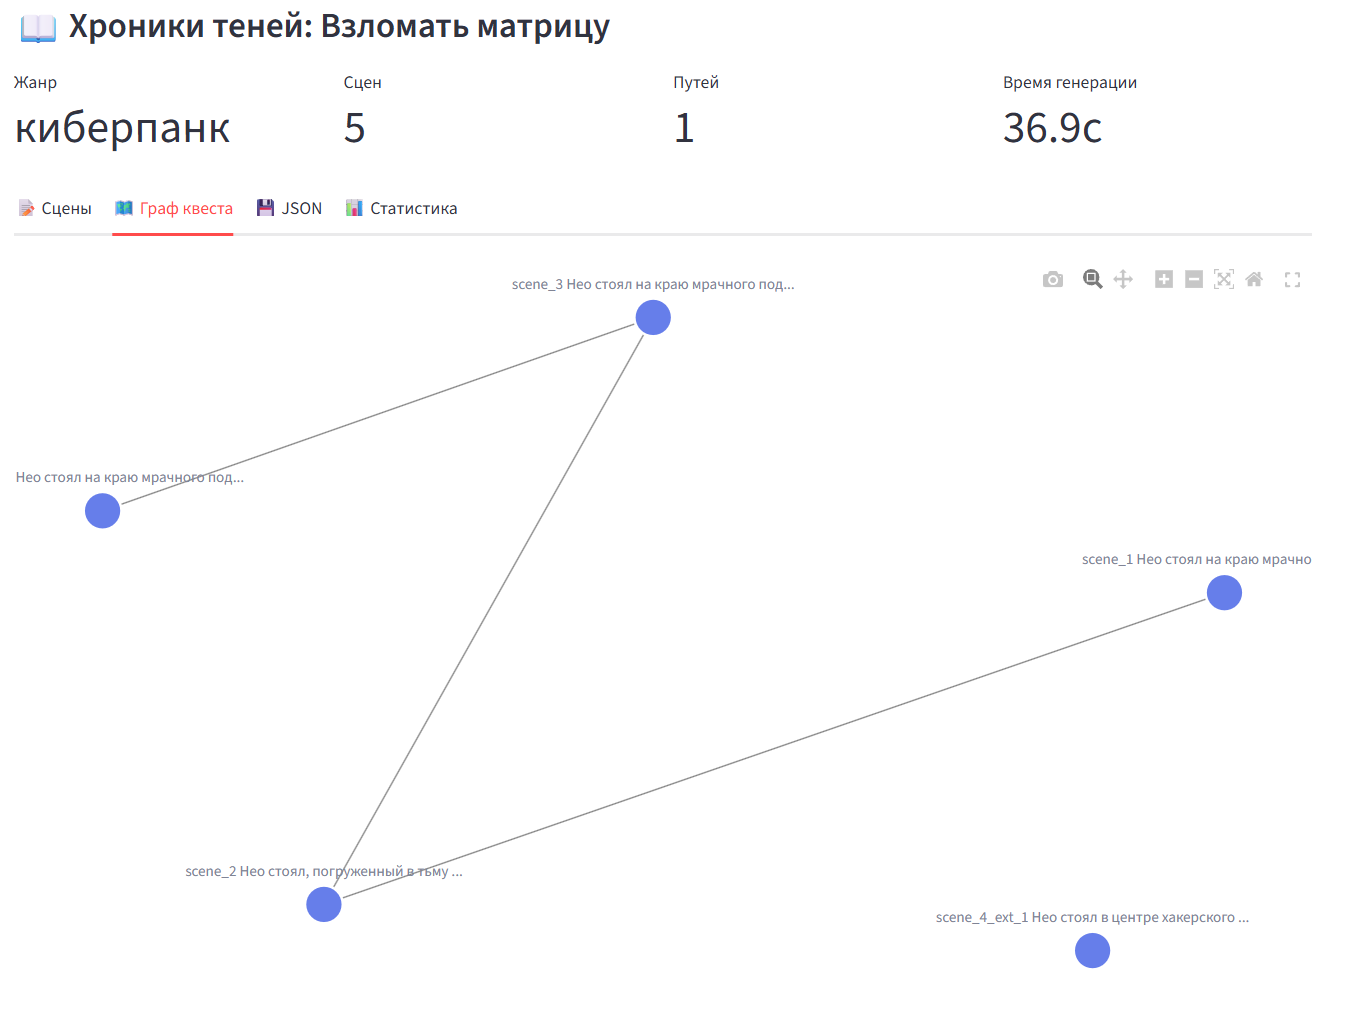 Хроники теней: Взломать матрицу
Жанр
Сцен
Путей
Время генерации
киберпанк
5
1
36.9с
Сцены
Граф квеста
JSON
Статистика
scene_3 Нео стоял на краю мрачного под...
Нео стоял на краю мрачного под...
scene_1 Нео стоял на краю мрачно
scene_2 Нео стоял, погруженный в тьму ...
scene_4_ext_1 Нео стоял в центре хакерского ...